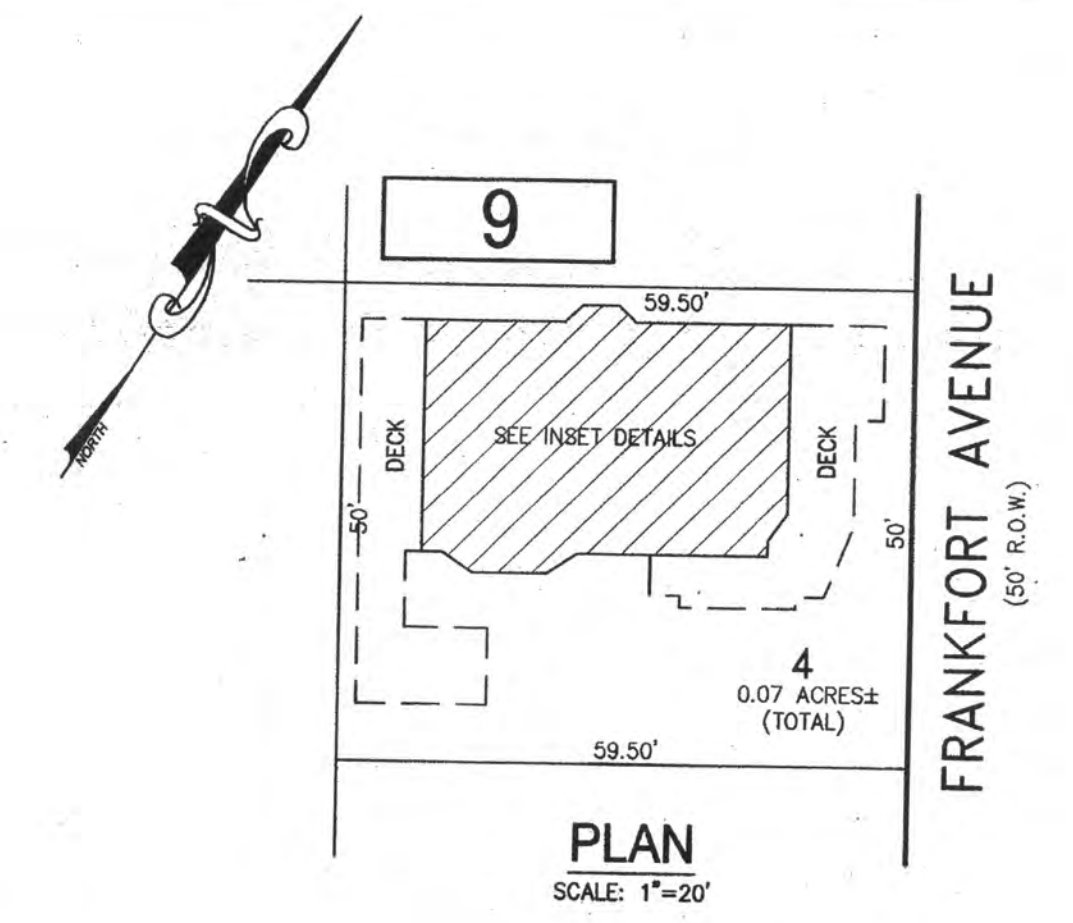 NORTH
9
59.50'
DECK
SEE INSET DETAILS
DECK
50'
50'
FRANKFORT AVENUE
(50' R.O.W.)
4
0.07 ACRES±
(TOTAL)
59.50'
PLAN
SCALE: 1"=20'